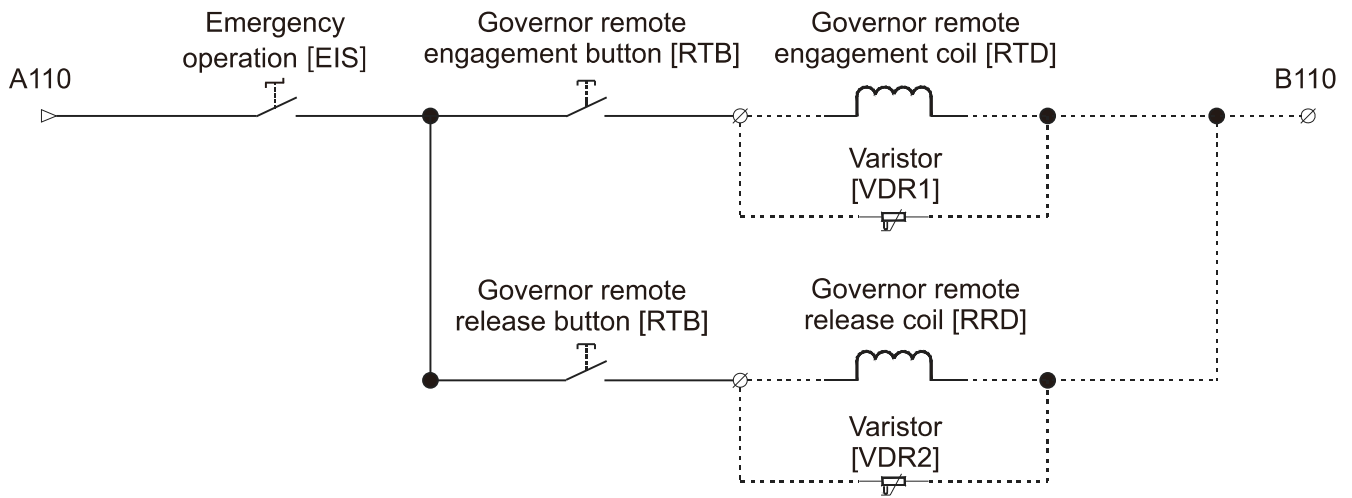 Emergency
operation [EIS]
Governor remote
engagement button [RTB]
Governor remote
engagement coil [RTD]
A110
B110
Varistor
[VDR1]
Governor remote
release button [RTB]
Governor remote
release coil [RRD]
Varistor
[VDR2]